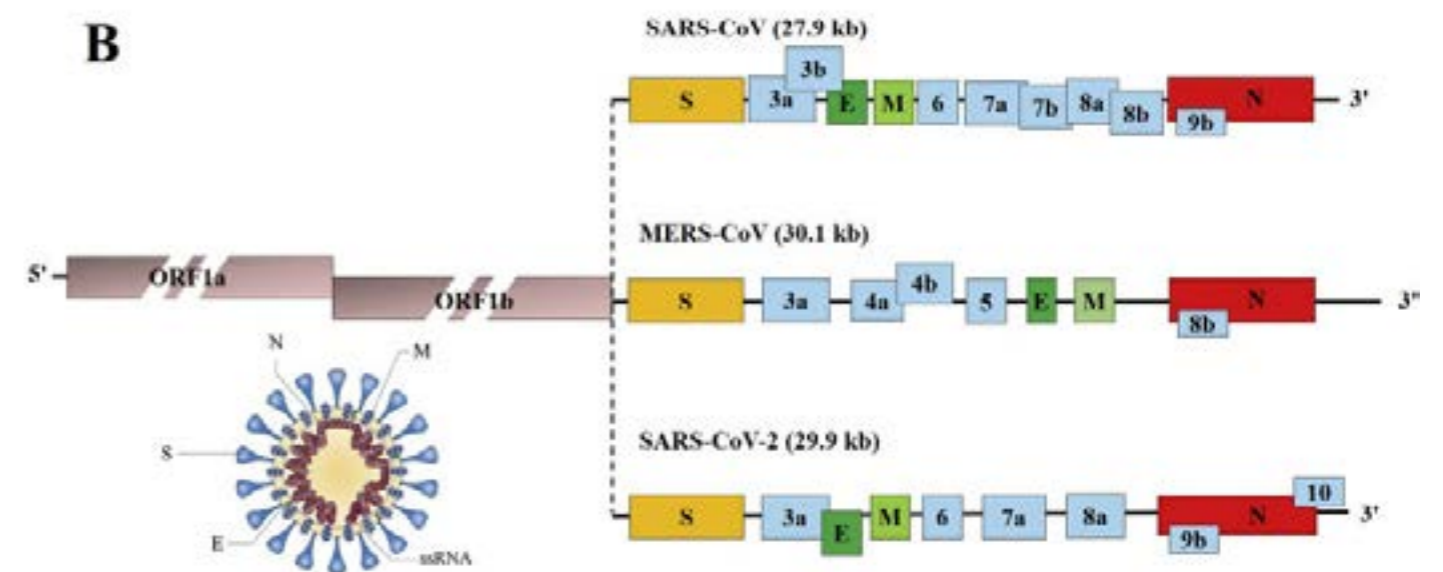 B
SARS-CoV (27.9 kb)
S 3a 3b E M 6 7a 7b 8a 8b 9b N 3'
MERS-CoV (30.1 kb)
5' ORF1a ORF1b
S 3a 4a 4b 5 E M 8b N 3"
SARS-CoV-2 (29.9 kb)
S 3a E M 6 7a 8a 9b N 10 3'
N M
S
E ssRNA